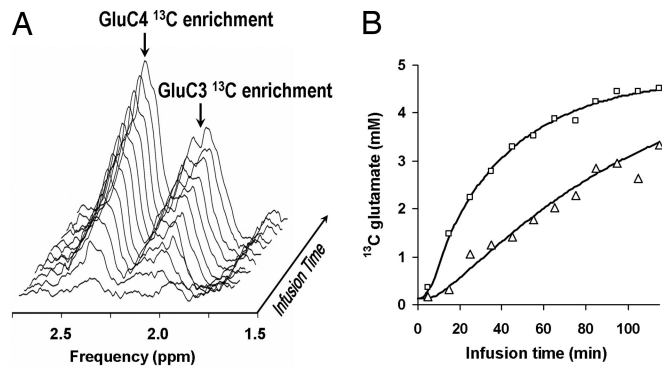 A
GluC4 ¹³C enrichment
GluC3 ¹³C enrichment
Infusion Time
2.5 2.0 1.5
Frequency (ppm)
B
5
4
3
2
1
0
¹³C glutamate (mM)
0 20 40 60 80 100
Infusion time (min)